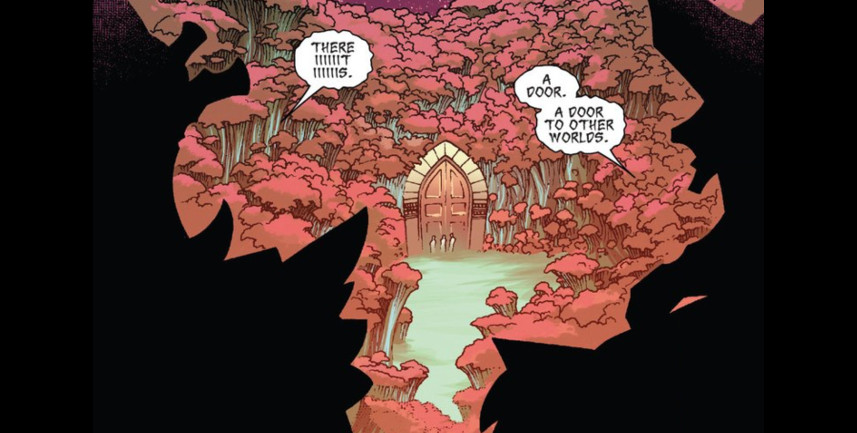 THERE
IIIIIIT
IIIIIIS.
A
DOOR.
A DOOR
TO OTHER
WORLDS.